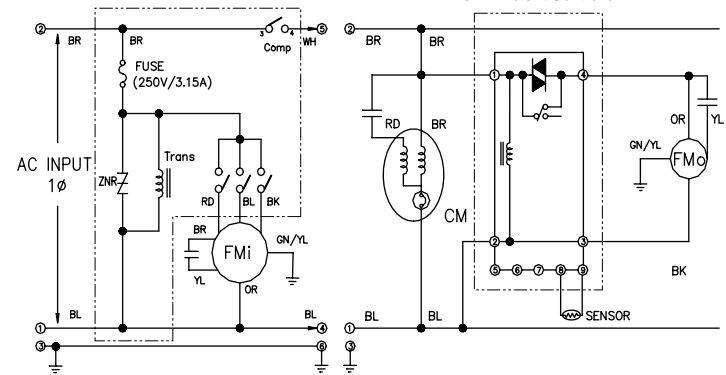 2
BR
BR
3
4
Comp
5
WH
FUSE
(250V/3.15A)
AC INPUT
1ø
ZNR
Trans
RD
BL
BK
BR
YL
FMi
GN/YL
OR
1
BL
BL
4
3
6
2
BR
BR
RD
BR
CM
1
4
2
3
5
6
7
8
9
SENSOR
OR
YL
GN/YL
FMo
BK
1
BL
BL
3